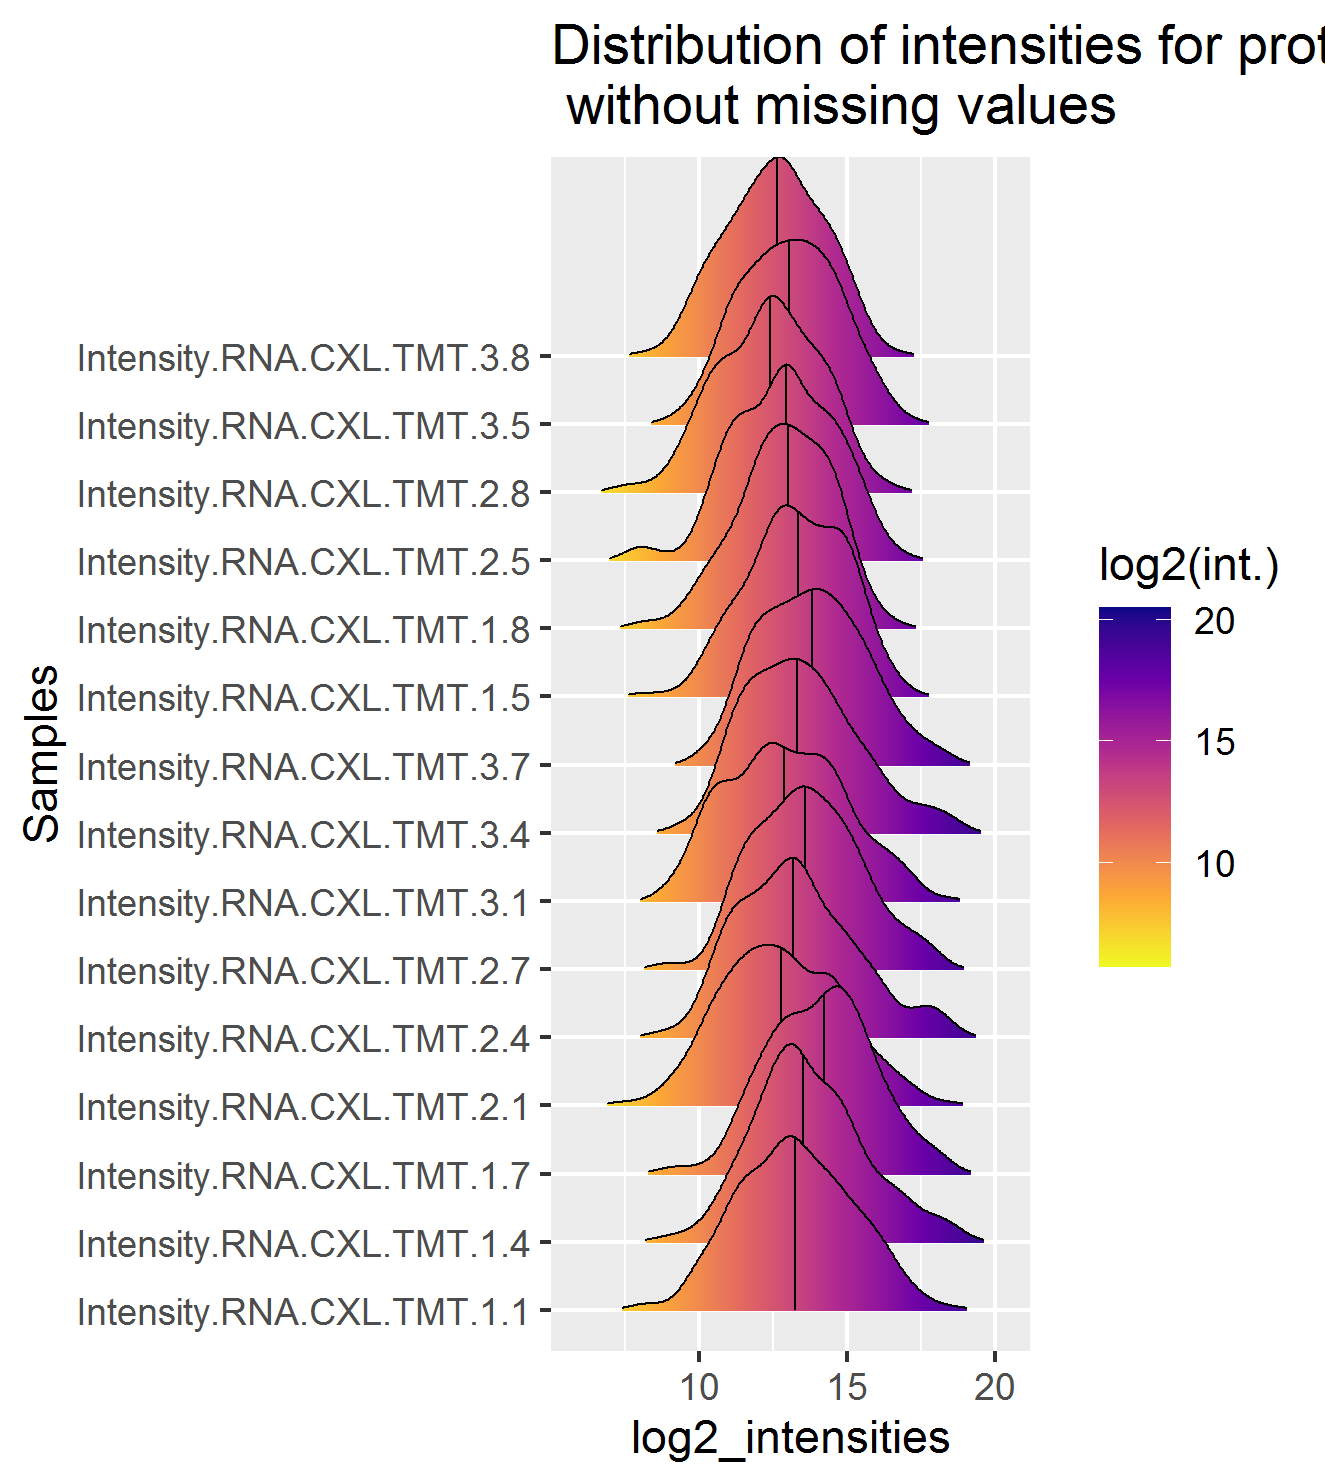 Distribution of intensities for prot
without missing values
Intensity.RNA.CXL.TMT.3.8
Intensity.RNA.CXL.TMT.3.5
Intensity.RNA.CXL.TMT.2.8
Intensity.RNA.CXL.TMT.2.5
Intensity.RNA.CXL.TMT.1.8
Intensity.RNA.CXL.TMT.1.5
Intensity.RNA.CXL.TMT.3.7
Intensity.RNA.CXL.TMT.3.4
Intensity.RNA.CXL.TMT.3.1
Intensity.RNA.CXL.TMT.2.7
Intensity.RNA.CXL.TMT.2.4
Intensity.RNA.CXL.TMT.2.1
Intensity.RNA.CXL.TMT.1.7
Intensity.RNA.CXL.TMT.1.4
Intensity.RNA.CXL.TMT.1.1
Samples
10 15 20
log2_intensities
log2(int.)
20
15
10